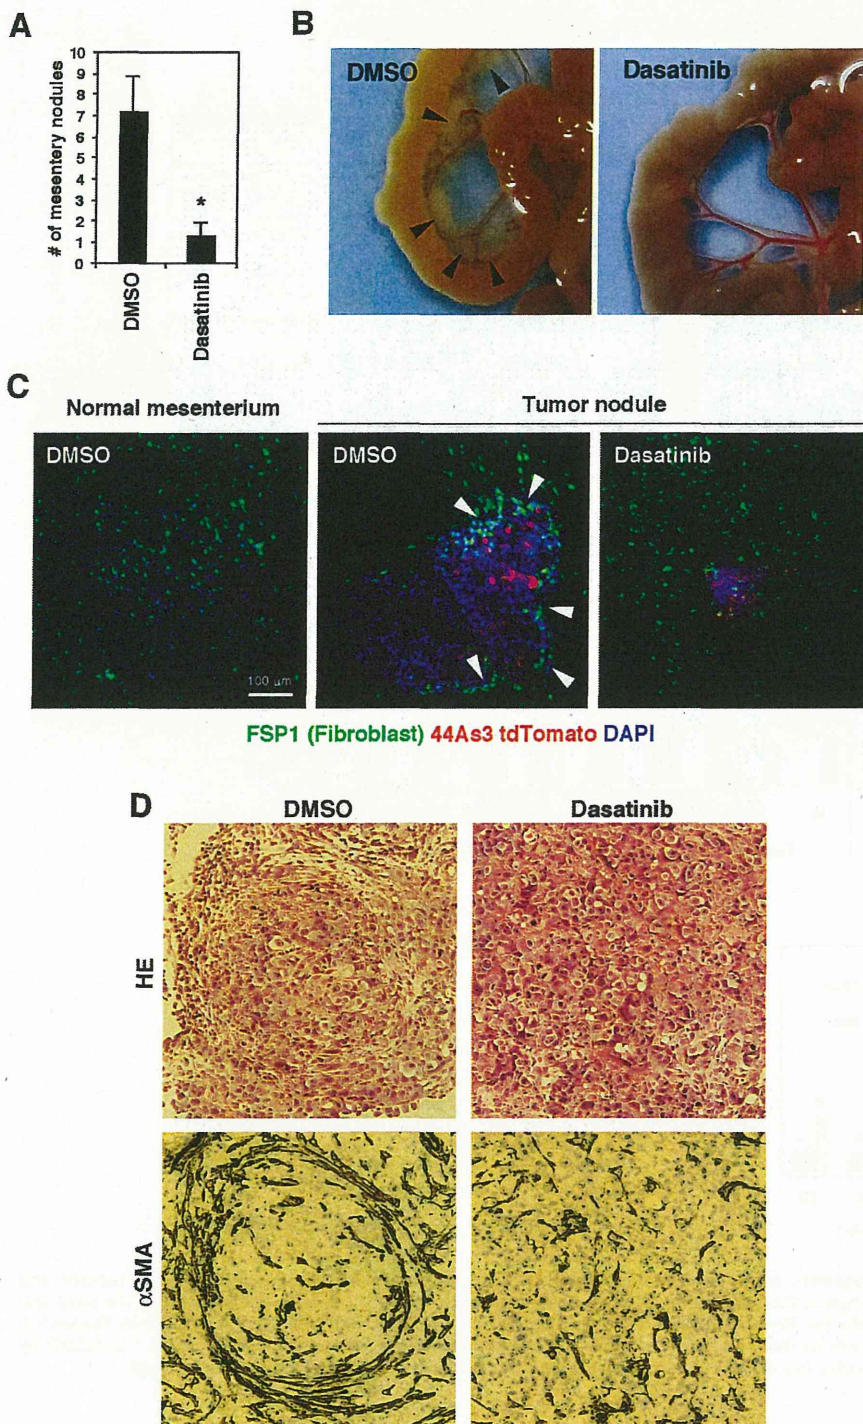 A
10
9
8
7
6
5
4
3
2
1
0
# of mesentery nodules
*
DMSO
Dasatinib
B
DMSO
Dasatinib
C
Normal mesenterium
Tumor nodule
DMSO
DMSO
Dasatinib
100 μm
FSP1 (Fibroblast) 44As3 tdTomato DAPI
D
DMSO
Dasatinib
HE
αSMA